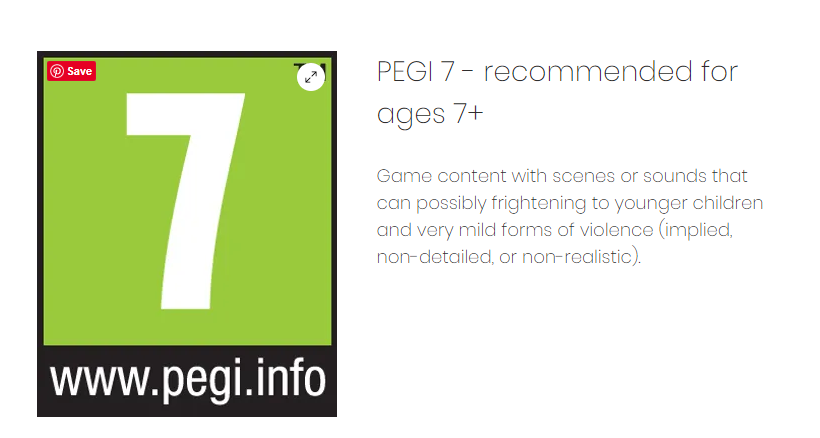 Save
7
www.pegi.info
PEGI 7 - recommended for
ages 7+
Game content with scenes or sounds that
can possibly frightening to younger children
and very mild forms of violence (implied,
non-detailed, or non-realistic).